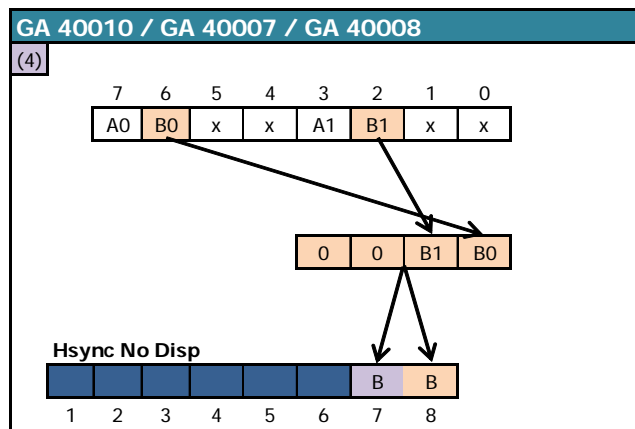 GA 40010 / GA 40007 / GA 40008
(4)
7 6 5 4 3 2 1 0
A0 B0 x x A1 B1 x x
0 0 B1 B0
Hsync No Disp
B B
1 2 3 4 5 6 7 8